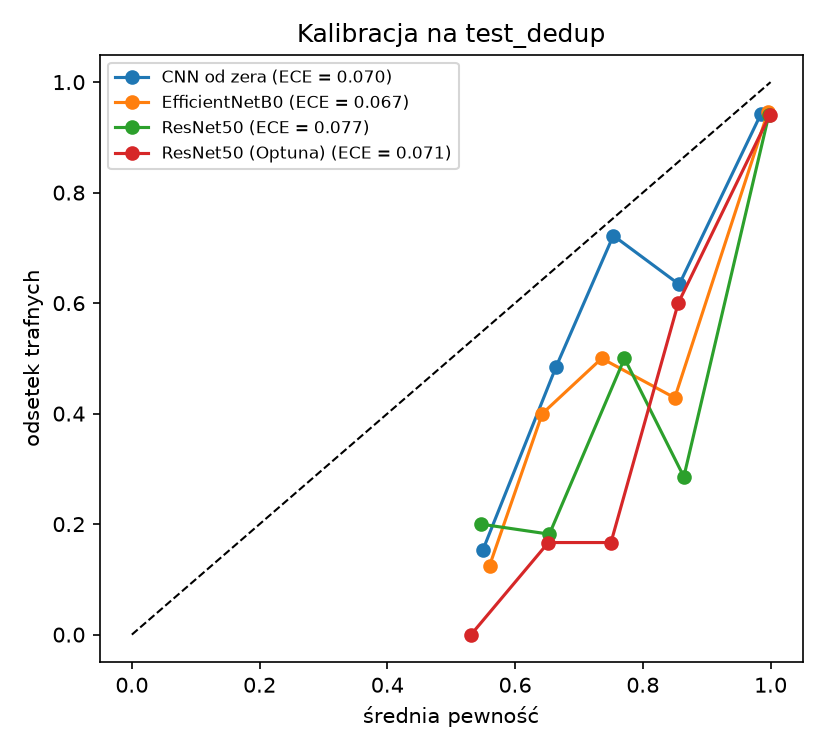 Kalibracja na test_dedup
CNN od zera (ECE = 0.070)
EfficientNetB0 (ECE = 0.067)
ResNet50 (ECE = 0.077)
ResNet50 (Optuna) (ECE = 0.071)
odsetek trafnych
1.0
0.8
0.6
0.4
0.2
0.0
0.0 0.2 0.4 0.6 0.8 1.0
średnia pewność